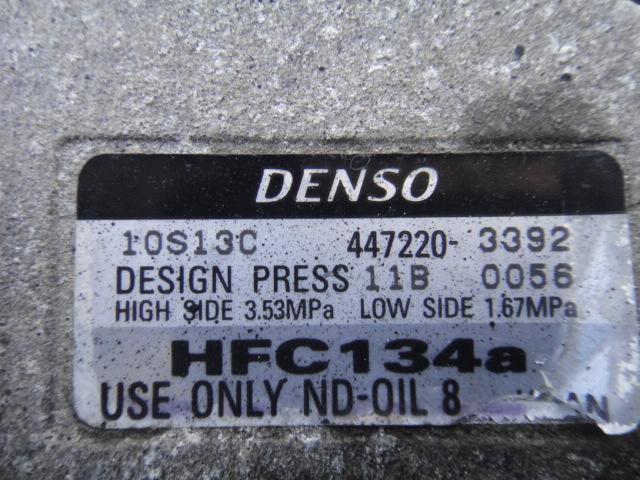 DENSO
10S13C 447220-3392
DESIGN PRESS 11B 0056
HIGH SIDE 3.53MPa LOW SIDE 1.67MPa
HFC134a
USE ONLY ND-OIL 8